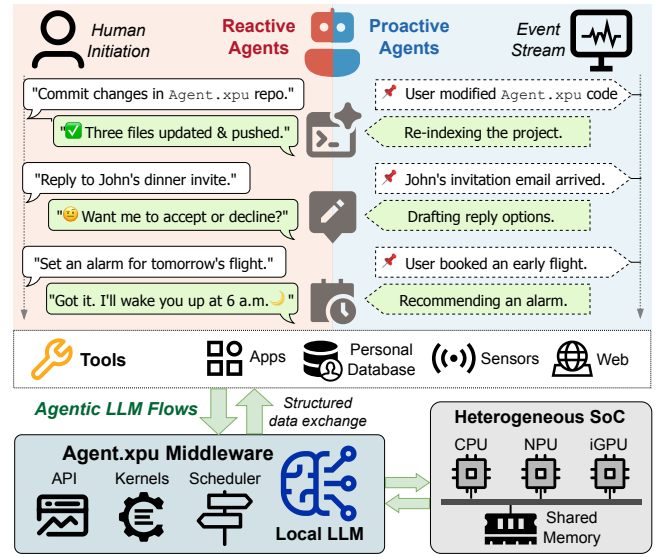 Human
Initiation
Reactive
Agents
Proactive
Agents
Event
Stream
"Commit changes in Agent.xpu repo."
User modified Agent.xpu code
"✅ Three files updated & pushed."
Re-indexing the project.
"Reply to John's dinner invite."
John's invitation email arrived.
"🤨 Want me to accept or decline?"
Drafting reply options.
"Set an alarm for tomorrow's flight."
User booked an early flight.
"Got it. I'll wake you up at 6 a.m.🌙 "
Recommending an alarm.
Tools
Apps
Personal
Database
Sensors
Web
Agentic LLM Flows
Structured
data exchange
Agent.xpu Middleware
API
Kernels
Scheduler
Local LLM
Heterogeneous SoC
CPU
NPU
iGPU
Shared
Memory